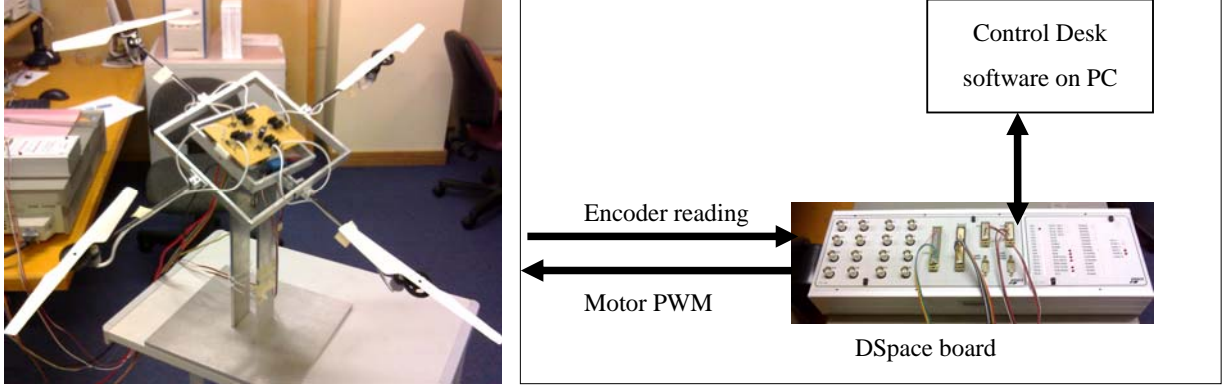 Control Desk
software on PC
Encoder reading
Motor PWM
DSpace board